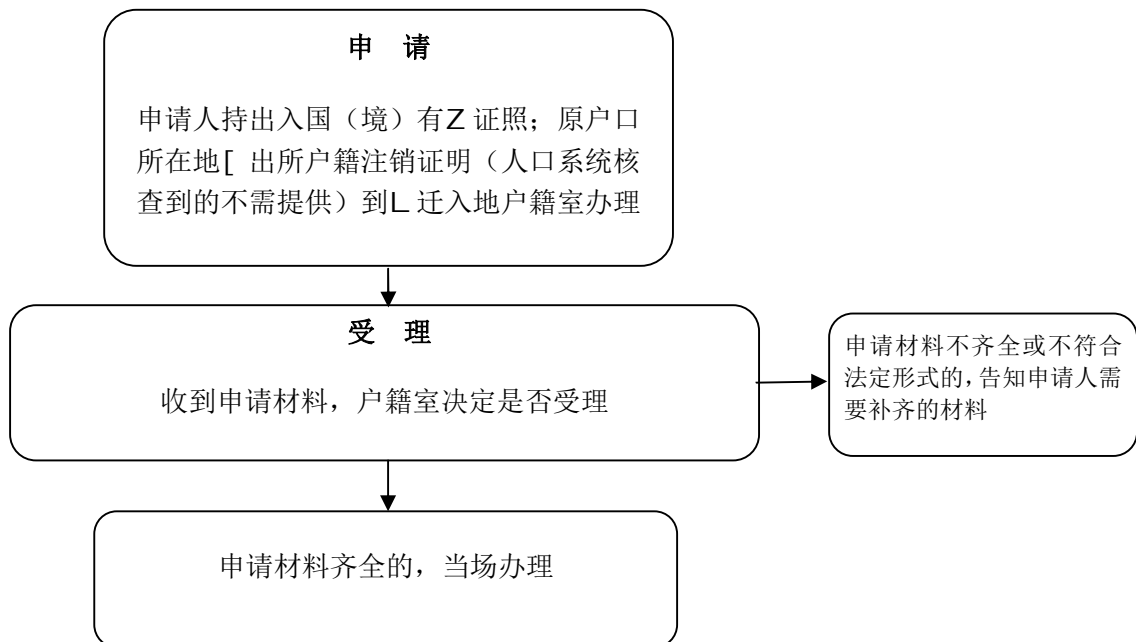 申 请
申请人持出入国（境）有Z 证照；原户口
所在地[ 出所户籍注销证明（人口系统核
查到的不需提供）到L 迁入地户籍室办理
受 理
收到申请材料，户籍室决定是否受理
申请材料不齐全或不符合
法定形式的，告知申请人需
要补齐的材料
申请材料齐全的，当场办理